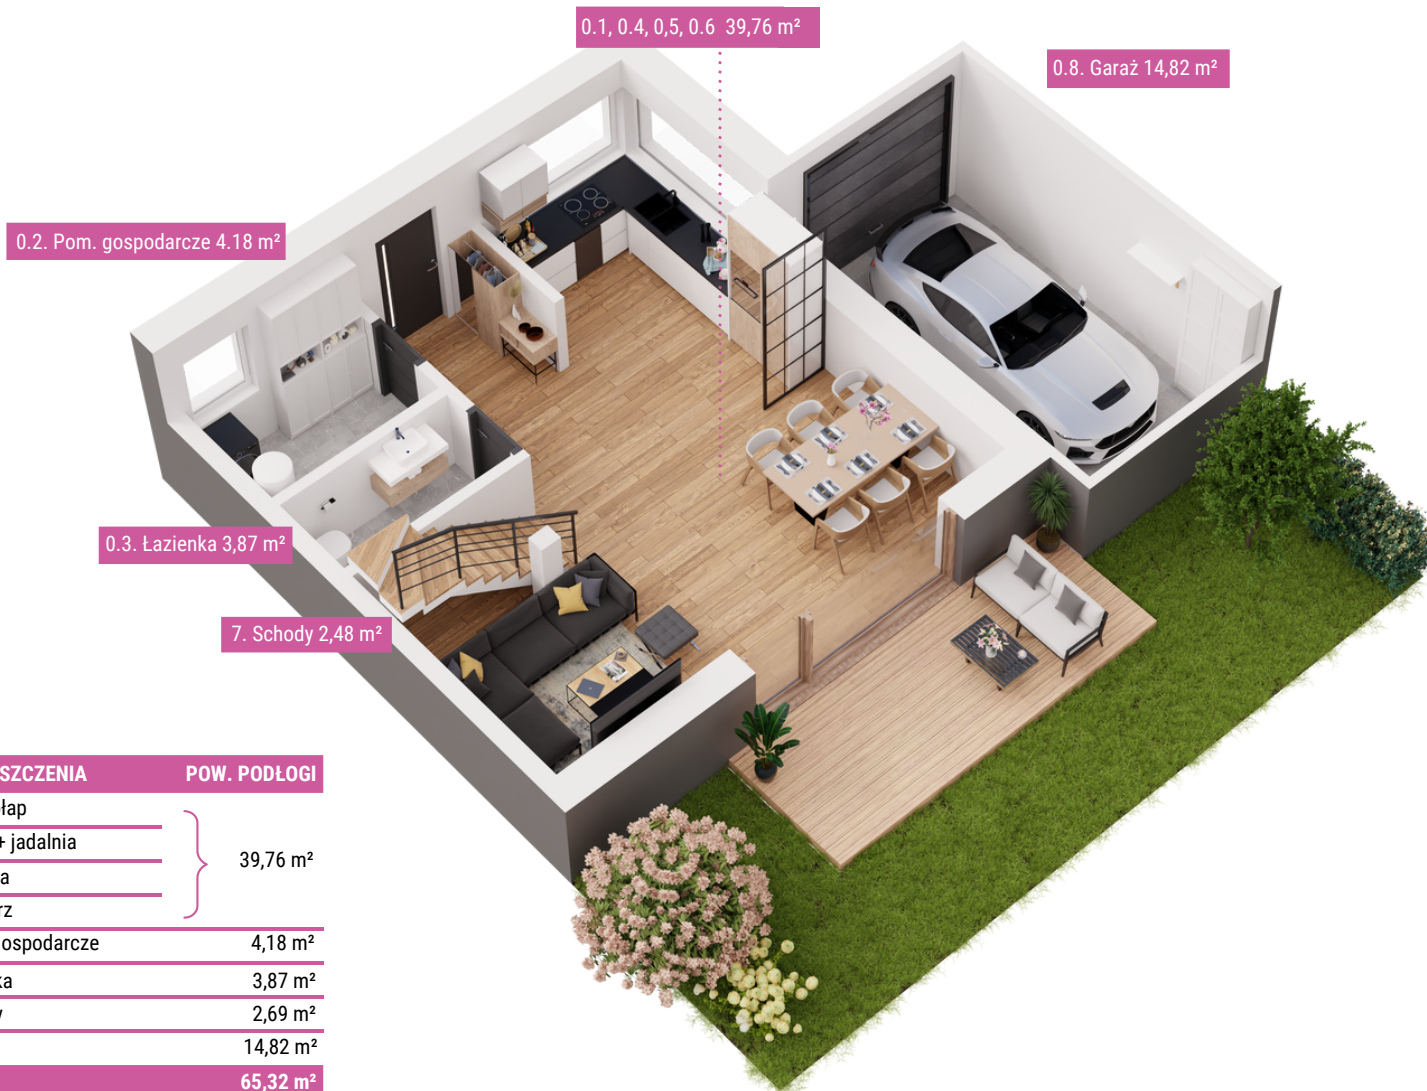 0.1, 0.4, 0,5, 0.6 39,76 m²
0.8. Garaż 14,82 m²
0.2. Pom. gospodarcze 4.18 m²
0.3. Łazienka 3,87 m²
7. Schody 2,48 m²
SZCZENIA POW. PODŁOGI
łap
+ jadalnia
a
rz
39,76 m²
ospodarcze 4,18 m²
ka 3,87 m²
y 2,69 m²
14,82 m²
65,32 m²